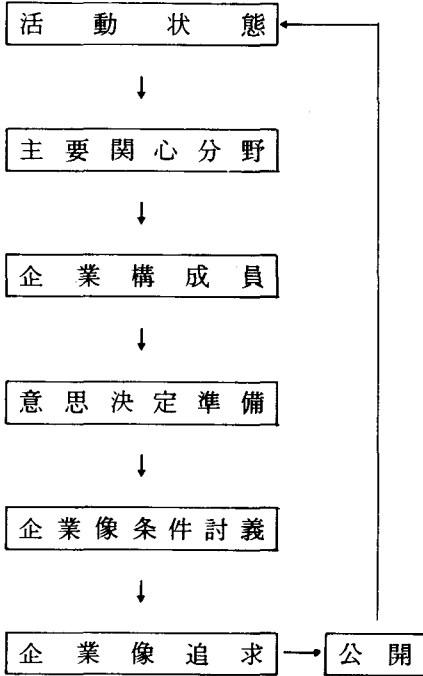 活動状態
主要関心分野
企業構成員
意思決定準備
企業像条件討義
企業像追求
公開